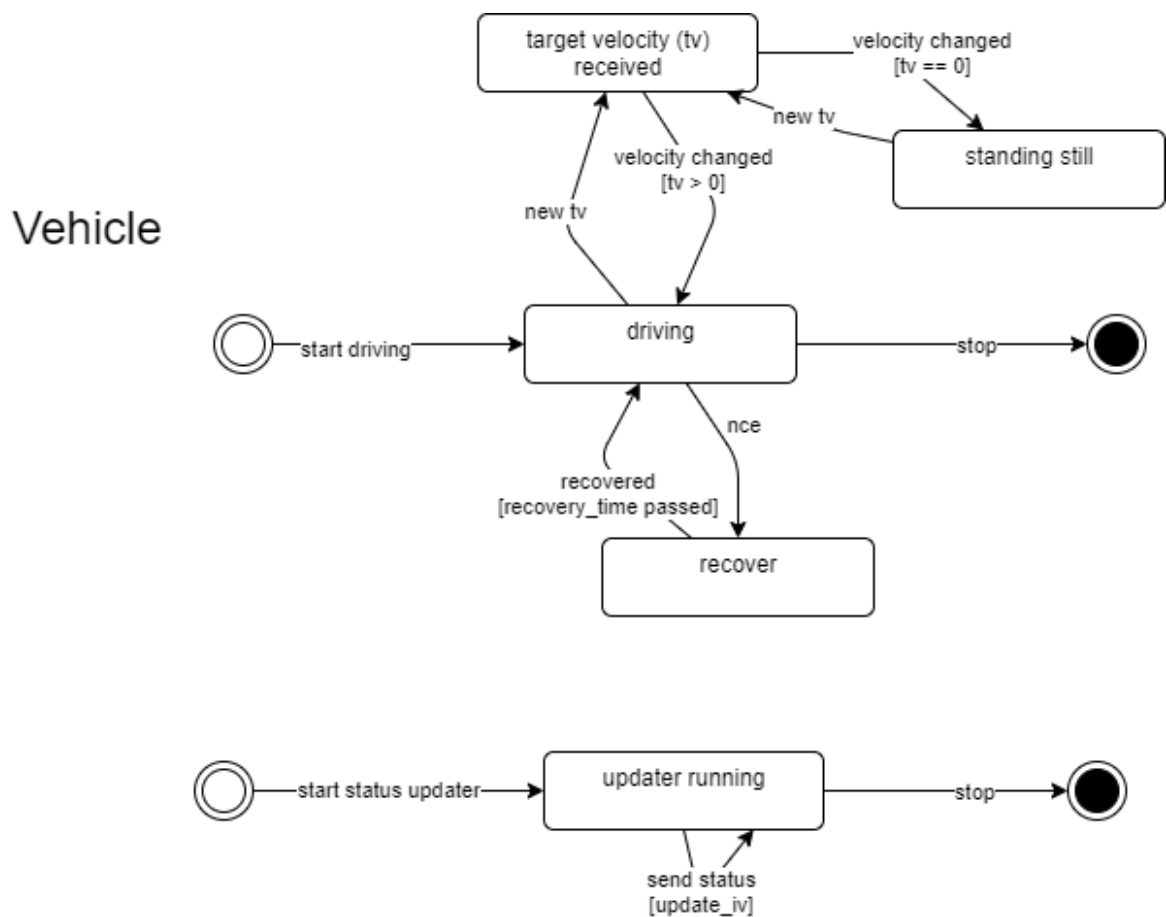 target velocity (tv)
received
velocity changed
[tv == 0]
new tv
standing still
velocity changed
[tv > 0]
new tv
Vehicle
start driving
driving
stop
nce
recovered
[recovery_time passed]
recover
start status updater
updater running
stop
send status
[update_iv]